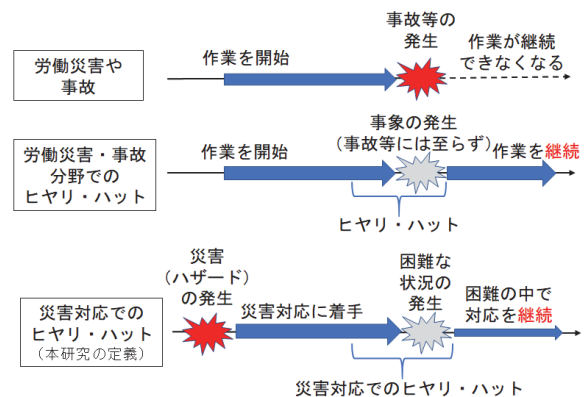 労働災害や
事故
作業を開始
事故等の
発生
作業が継続
できなくなる
労働災害・事故
分野での
ヒヤリ・ハット
作業を開始
事象の発生
(事故等には至らず)
作業を継続
ヒヤリ・ハット
災害対応での
ヒヤリ・ハット
(本研究の定義)
災害
(ハザード)
の発生
災害対応に着手
困難な
状況の
発生
困難の中で
対応を継続
災害対応でのヒヤリ・ハット